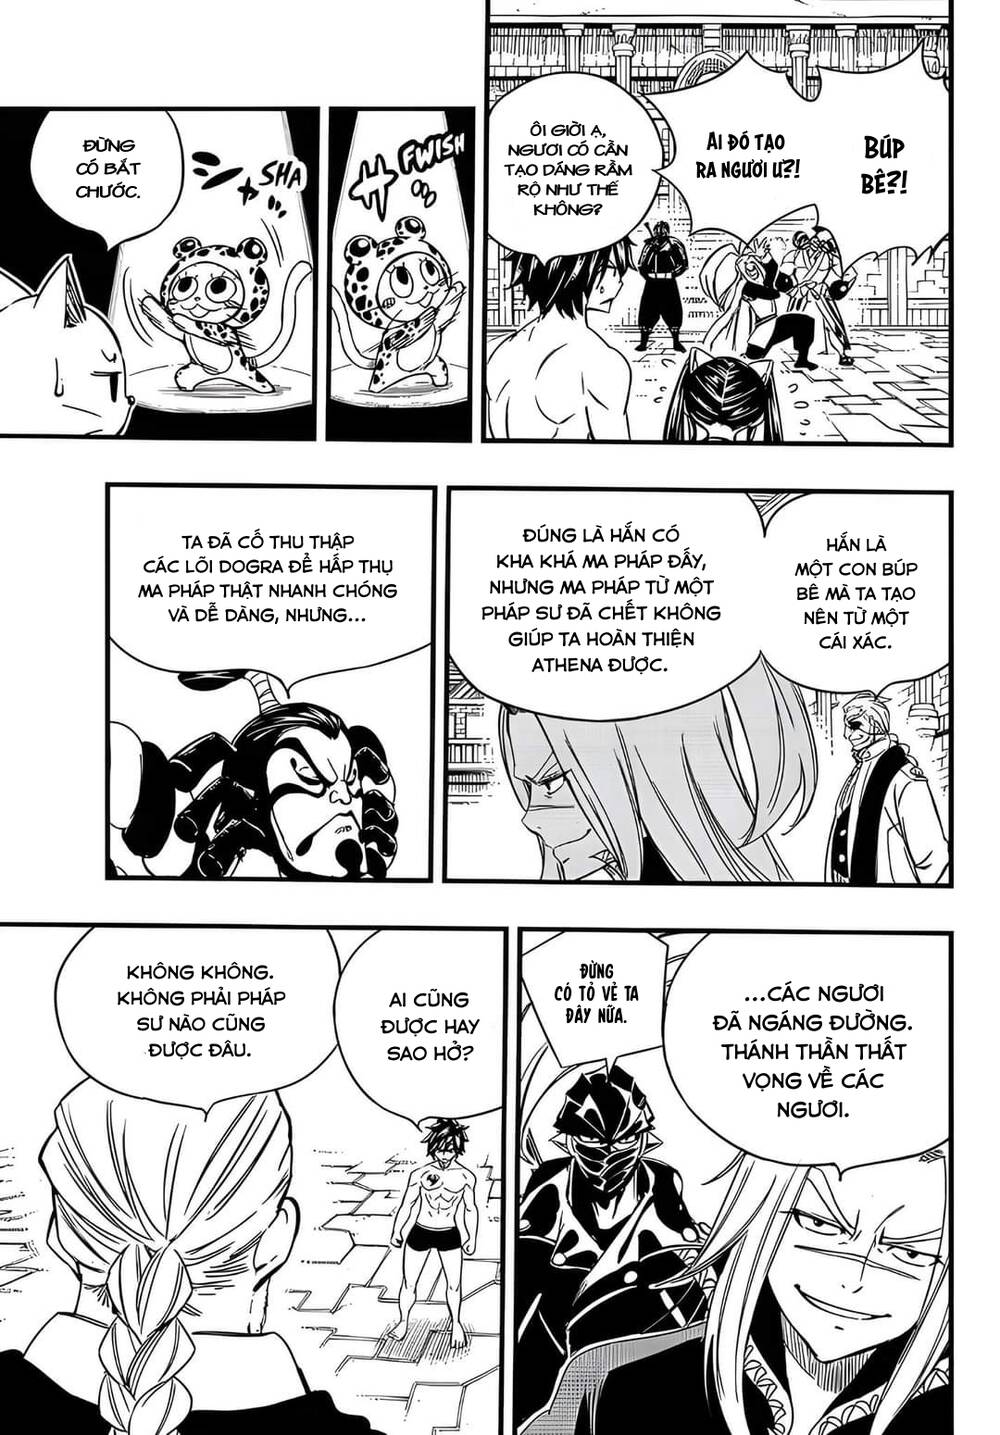 BÚP
BÊ?!
AI ĐÓ TẠO
RA NGƯƠI Ư?!
ÔI GIỜI Ạ,
NGƯƠI CÓ CẦN
TẠO DÁNG RẦM
RỘ NHƯ THẾ
KHÔNG?
サ
FWISH
シャ
SHA
ĐỪNG
CÓ BẮT
CHƯỚC.
HẮN LÀ
MỘT CON BÚP
BÊ MÀ TA TẠO
NÊN TỪ MỘT
CÁI XÁC.
ĐÚNG LÀ HẮN CÓ
KHA KHÁ MA PHÁP ĐẤY,
NHƯNG MA PHÁP TỪ MỘT
PHÁP SƯ ĐÃ CHẾT KHÔNG
GIÚP TA HOÀN THIỆN
ATHENA ĐƯỢC.
TA ĐÃ CỐ THU THẬP
CÁC LÕI DOGRA ĐỂ HẤP THỤ
MA PHÁP THẬT NHANH CHÓNG
VÀ DỄ DÀNG, NHƯNG...
...CÁC NGƯƠI
ĐÃ NGÁNG ĐƯỜNG.
THÁNH THẦN THẤT
VỌNG VỀ CÁC
NGƯƠI.
ĐỪNG
CÓ TỎ VẺ TA
ĐÂY NỮA.
AI CŨNG
ĐƯỢC HAY
SAO HỞ?
KHÔNG KHÔNG.
KHÔNG PHẢI PHÁP
SƯ NÀO CŨNG
ĐƯỢC ĐÂU.